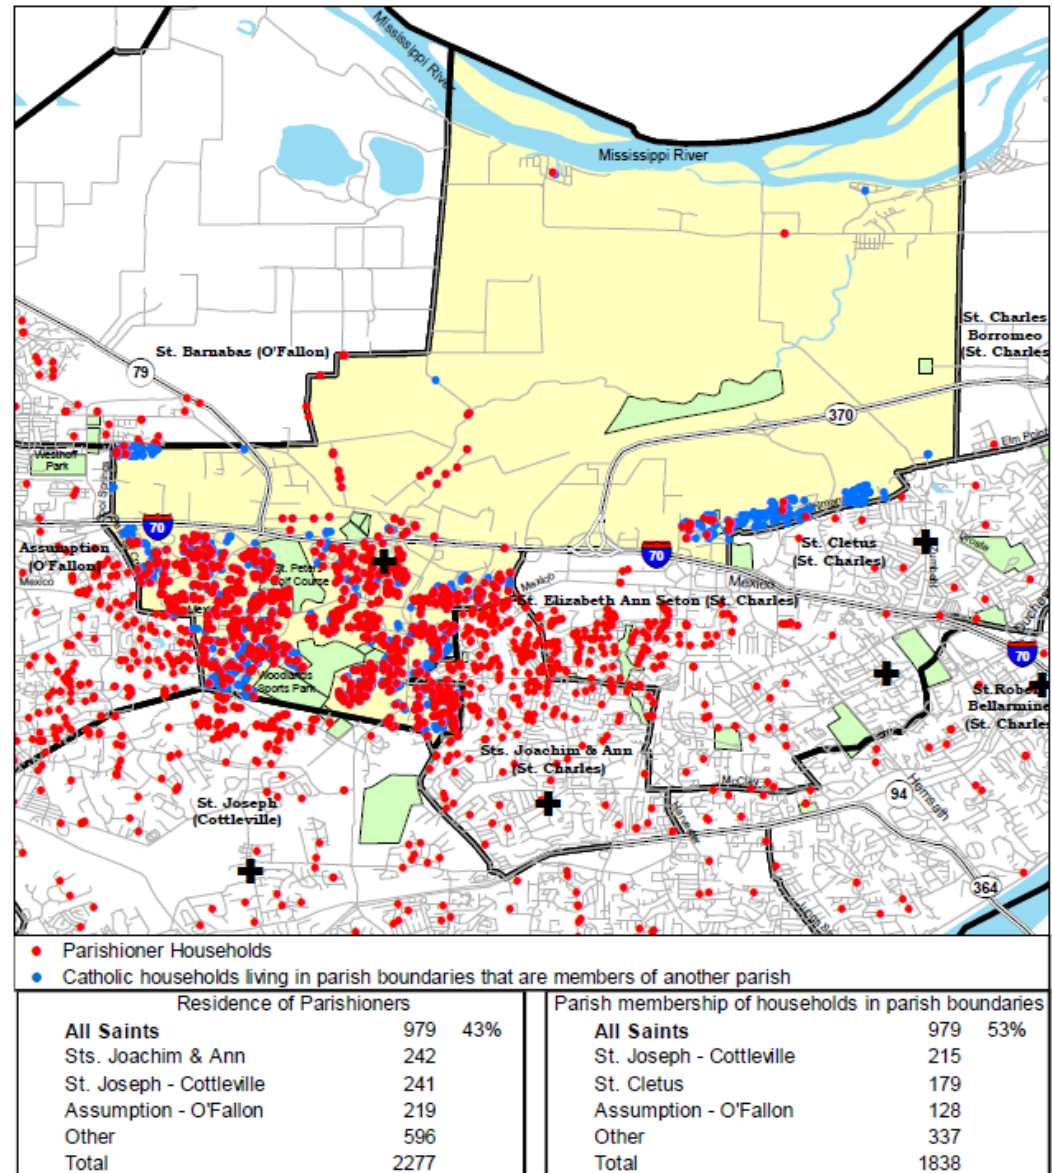 Mississippi River
Mississippi River
St. Charles
Borromeo
(St. Charles
St. Barnabas (O'Fallon)
79
370
Elm Point
Westhoff
Park
70
Assumption
(O'Fallon)
Mexico
St. Peters
Golf Course
70
St. Cletus
(St. Charles)
Droste
Zumbehl
Mexico
Mexico
St. Elizabeth Ann Seton (St. Charles)
70
Woodlands
Sports Park
St. Robert
Bellarmine
(St. Charles
Sts. Joachim & Ann
(St. Charles)
McClay
94
St. Joseph
(Cottleville)
364
Parishioner Households
Catholic households living in parish boundaries that are members of another parish
Residence of Parishioners
All Saints 979 43%
Sts. Joachim & Ann 242
St. Joseph - Cottleville 241
Assumption - O'Fallon 219
Other 596
Total 2277
Parish membership of households in parish boundaries
All Saints 979 53%
St. Joseph - Cottleville 215
St. Cletus 179
Assumption - O'Fallon 128
Other 337
Total 1838